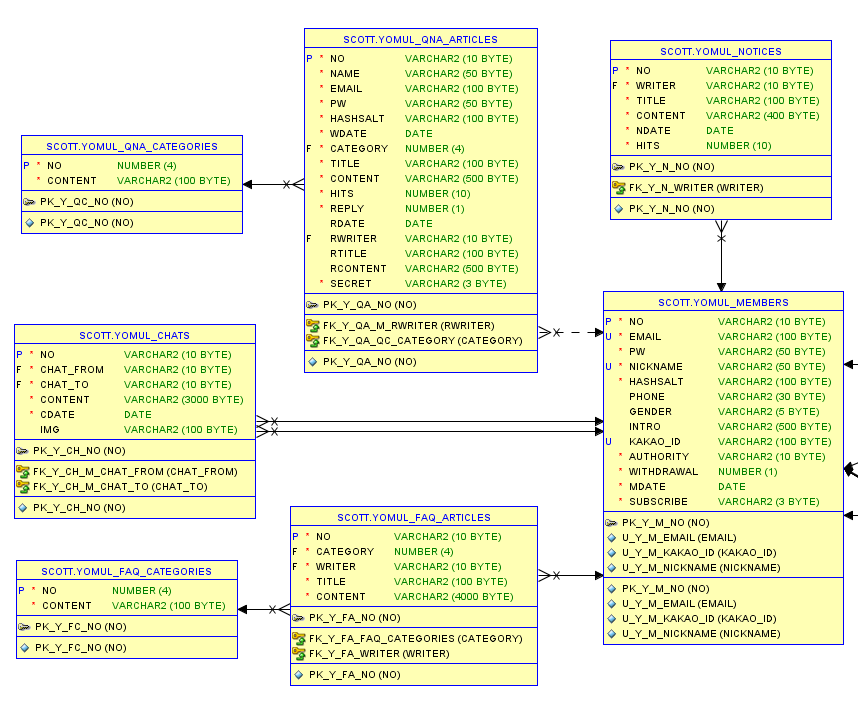 SCOTT.YOMUL_QNA_ARTICLES
P * NO VARCHAR2 (10 BYTE)
* NAME VARCHAR2 (50 BYTE)
* EMAIL VARCHAR2 (100 BYTE)
* PW VARCHAR2 (50 BYTE)
* HASHSALT VARCHAR2 (100 BYTE)
* WDATE DATE
F * CATEGORY NUMBER (4)
* TITLE VARCHAR2 (100 BYTE)
* CONTENT VARCHAR2 (500 BYTE)
* HITS NUMBER (10)
* REPLY NUMBER (1)
RDATE DATE
F RWRITER VARCHAR2 (10 BYTE)
RTITLE VARCHAR2 (100 BYTE)
RCONTENT VARCHAR2 (500 BYTE)
* SECRET VARCHAR2 (3 BYTE)
PK_Y_QA_NO (NO)
FK_Y_QA_M_RWRITER (RWRITER)
FK_Y_QA_QC_CATEGORY (CATEGORY)
PK_Y_QA_NO (NO)
SCOTT.YOMUL_NOTICES
P * NO VARCHAR2 (10 BYTE)
F * WRITER VARCHAR2 (10 BYTE)
* TITLE VARCHAR2 (100 BYTE)
* CONTENT VARCHAR2 (400 BYTE)
* NDATE DATE
* HITS NUMBER (10)
PK_Y_N_NO (NO)
FK_Y_N_WRITER (WRITER)
PK_Y_N_NO (NO)
SCOTT.YOMUL_QNA_CATEGORIES
P * NO NUMBER (4)
* CONTENT VARCHAR2 (100 BYTE)
PK_Y_QC_NO (NO)
PK_Y_QC_NO (NO)
SCOTT.YOMUL_MEMBERS
P * NO VARCHAR2 (10 BYTE)
U * EMAIL VARCHAR2 (100 BYTE)
* PW VARCHAR2 (50 BYTE)
U * NICKNAME VARCHAR2 (50 BYTE)
* HASHSALT VARCHAR2 (100 BYTE)
PHONE VARCHAR2 (30 BYTE)
GENDER VARCHAR2 (5 BYTE)
INTRO VARCHAR2 (500 BYTE)
U KAKAO_ID VARCHAR2 (100 BYTE)
* AUTHORITY VARCHAR2 (10 BYTE)
* WITHDRAWAL NUMBER (1)
* MDATE DATE
* SUBSCRIBE VARCHAR2 (3 BYTE)
PK_Y_M_NO (NO)
U_Y_M_EMAIL (EMAIL)
U_Y_M_KAKAO_ID (KAKAO_ID)
U_Y_M_NICKNAME (NICKNAME)
PK_Y_M_NO (NO)
U_Y_M_EMAIL (EMAIL)
U_Y_M_KAKAO_ID (KAKAO_ID)
U_Y_M_NICKNAME (NICKNAME)
SCOTT.YOMUL_CHATS
P * NO VARCHAR2 (10 BYTE)
F * CHAT_FROM VARCHAR2 (10 BYTE)
F * CHAT_TO VARCHAR2 (10 BYTE)
* CONTENT VARCHAR2 (3000 BYTE)
* CDATE DATE
IMG VARCHAR2 (100 BYTE)
PK_Y_CH_NO (NO)
FK_Y_CH_M_CHAT_FROM (CHAT_FROM)
FK_Y_CH_M_CHAT_TO (CHAT_TO)
PK_Y_CH_NO (NO)
SCOTT.YOMUL_FAQ_ARTICLES
P * NO VARCHAR2 (10 BYTE)
F * CATEGORY NUMBER (4)
F * WRITER VARCHAR2 (10 BYTE)
* TITLE VARCHAR2 (100 BYTE)
* CONTENT VARCHAR2 (4000 BYTE)
PK_Y_FA_NO (NO)
FK_Y_FA_FAQ_CATEGORIES (CATEGORY)
FK_Y_FA_WRITER (WRITER)
PK_Y_FA_NO (NO)
SCOTT.YOMUL_FAQ_CATEGORIES
P * NO NUMBER (4)
* CONTENT VARCHAR2 (100 BYTE)
PK_Y_FC_NO (NO)
PK_Y_FC_NO (NO)